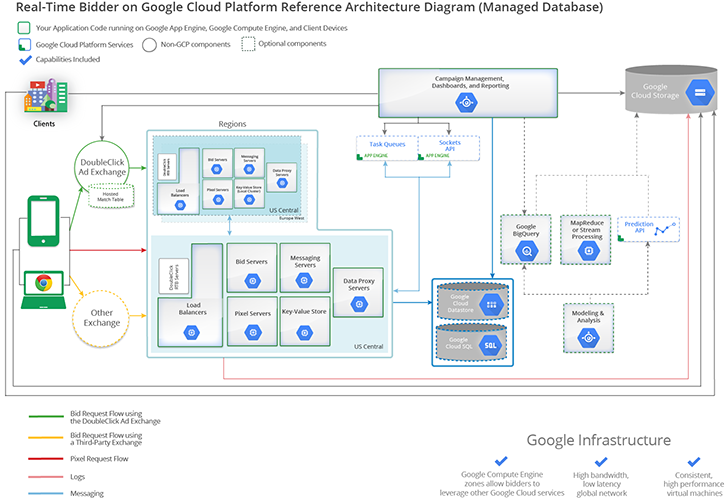 Real-Time Bidder on Google Cloud Platform Reference Architecture Diagram (Managed Database)
Your Application Code running on Google App Engine, Google Compute Engine, and Client Devices
Google Cloud Platform Services
Non-GCP components
Optional components
Capabilities Included
Clients
Campaign Management,
Dashboards, and Reporting
Google
Cloud Storage
Regions
DoubleClick
Ad Exchange
Hosted
Match Table
DoubleClick
RTB Servers
Load
Balancers
Bid Servers
Messaging
Servers
Pixel Servers
Key-Value Store
(Local Cluster)
Data Proxy
Servers
US Central
Europe West
Task Queues
APP ENGINE
Sockets
API
APP ENGINE
Google
BigQuery
MapReduce
or Stream
Processing
Prediction
API
DoubleClick
RTB Servers
Load
Balancers
Bid Servers
Messaging
Servers
Data Proxy
Servers
Pixel Servers
Key-Value Store
US Central
Other
Exchange
Google
Cloud
Datastore
Google
Cloud SQL
SQL
Modeling &
Analysis
Bid Request Flow using
the DoubleClick Ad Exchange
Bid Request Flow using
a Third-Party Exchange
Pixel Request Flow
Logs
Messaging
Google Infrastructure
Google Compute Engine
zones allow bidders to
leverage other Google Cloud services
High bandwidth,
low latency
global network
Consistent,
high performance
virtual machines